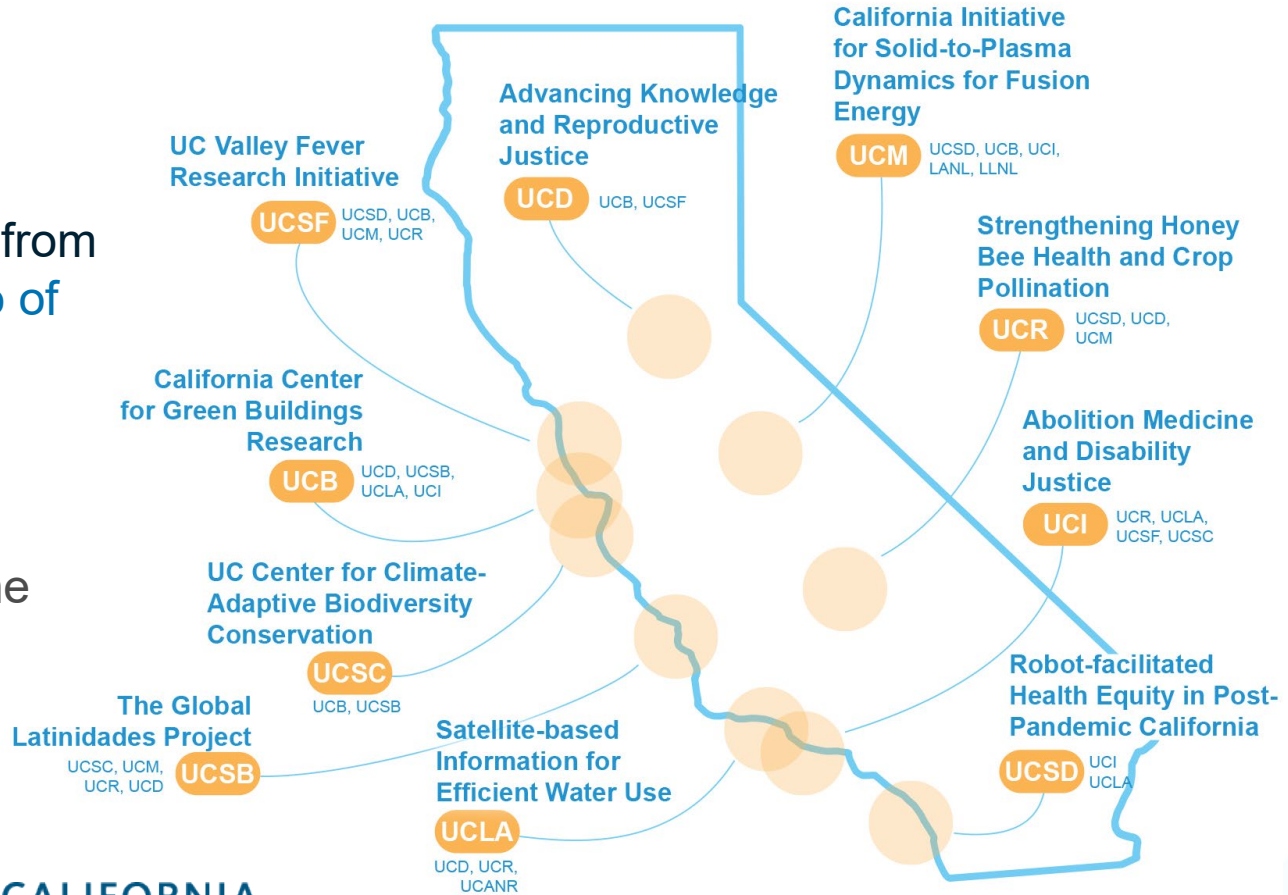 from
of
ne
CALIFORNIA
UC Valley Fever
Research Initiative
UCSF
UCSD, UCB,
UCM, UCR
Advancing Knowledge
and Reproductive
Justice
UCD
UCB, UCSF
California Initiative
for Solid-to-Plasma
Dynamics for Fusion
Energy
UCM
UCSD, UCB, UCI,
LANL, LLNL
Strengthening Honey
Bee Health and Crop
Pollination
UCR
UCSD, UCD,
UCM
California Center
for Green Buildings
Research
UCB
UCD, UCSB,
UCLA, UCI
Abolition Medicine
and Disability
Justice
UCI
UCR, UCLA,
UCSF, UCSC
UC Center for Climate-
Adaptive Biodiversity
Conservation
UCSC
UCB, UCSB
The Global
Latinidades Project
UCSC, UCM,
UCR, UCD
UCSB
Satellite-based
Information for
Efficient Water Use
UCLA
UCD, UCR,
UCANR
Robot-facilitated
Health Equity in Post-
Pandemic California
UCSD
UCI
UCLA